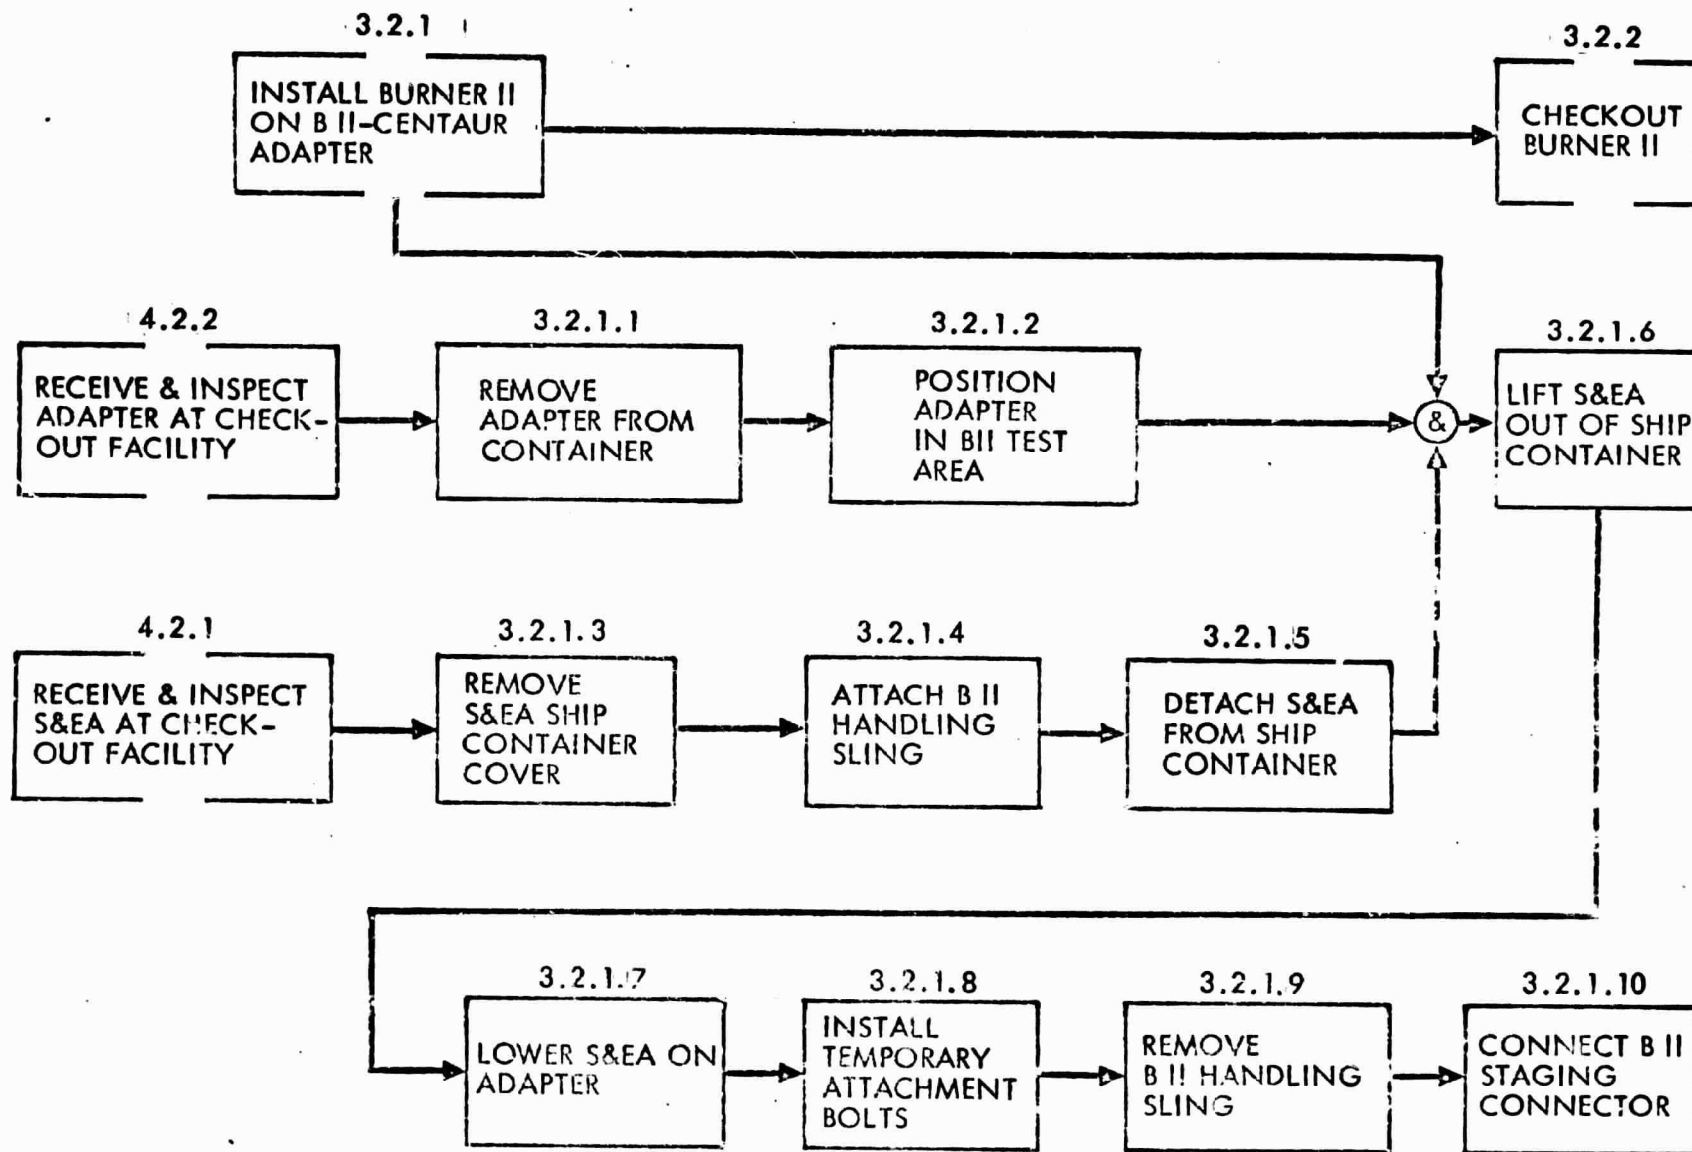 3.2.1
INSTALL BURNER II
ON B II-CENTAUR
ADAPTER
3.2.2
CHECKOUT
BURNER II
4.2.2
RECEIVE & INSPECT
ADAPTER AT CHECK-
OUT FACILITY
3.2.1.1
REMOVE
ADAPTER FROM
CONTAINER
3.2.1.2
POSITION
ADAPTER
IN BII TEST
AREA
&
3.2.1.6
LIFT S&EA
OUT OF SHIP
CONTAINER
4.2.1
RECEIVE & INSPECT
S&EA AT CHECK-
OUT FACILITY
3.2.1.3
REMOVE
S&EA SHIP
CONTAINER
COVER
3.2.1.4
ATTACH B II
HANDLING
SLING
3.2.1.5
DETACH S&EA
FROM SHIP
CONTAINER
3.2.1.7
LOWER S&EA ON
ADAPTER
3.2.1.8
INSTALL
TEMPORARY
ATTACHMENT
BOLTS
3.2.1.9
REMOVE
B II HANDLING
SLING
3.2.1.10
CONNECT B II
STAGING
CONNECTOR